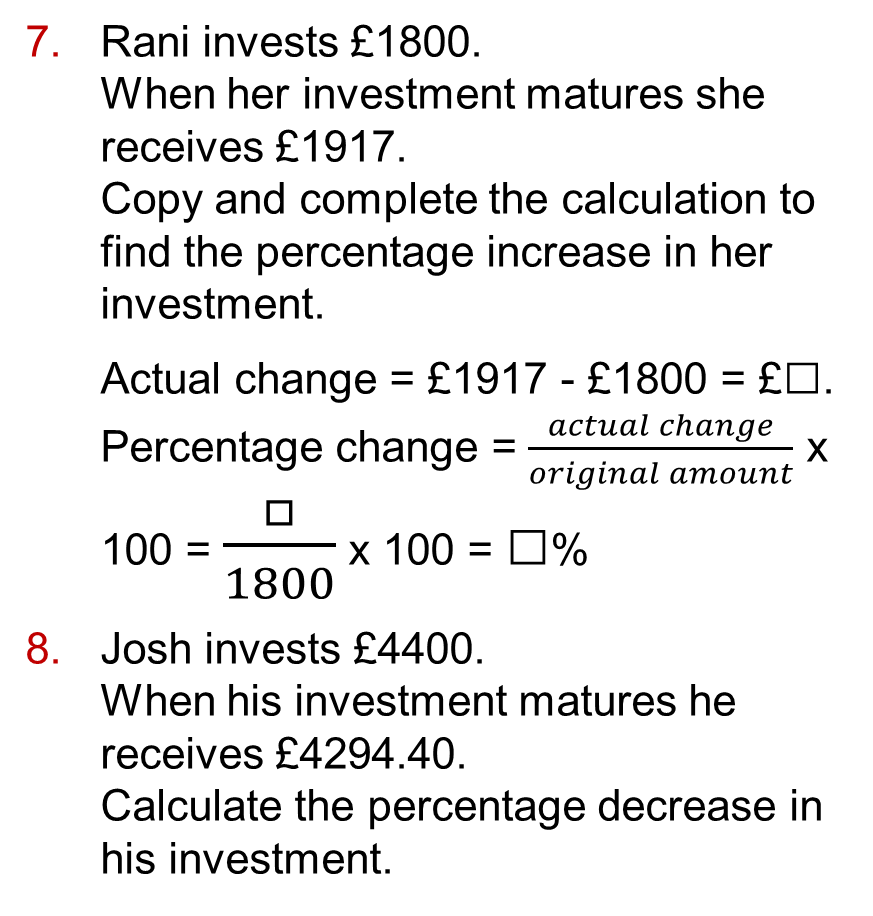 7. Rani invests £1800.
When her investment matures she
receives £1917.
Copy and complete the calculation to
find the percentage increase in her
investment.
Actual change = £1917 - £1800 = £□.
Percentage change = actual change / original amount x
100 = □ / 1800 x 100 = □%
8. Josh invests £4400.
When his investment matures he
receives £4294.40.
Calculate the percentage decrease in
his investment.